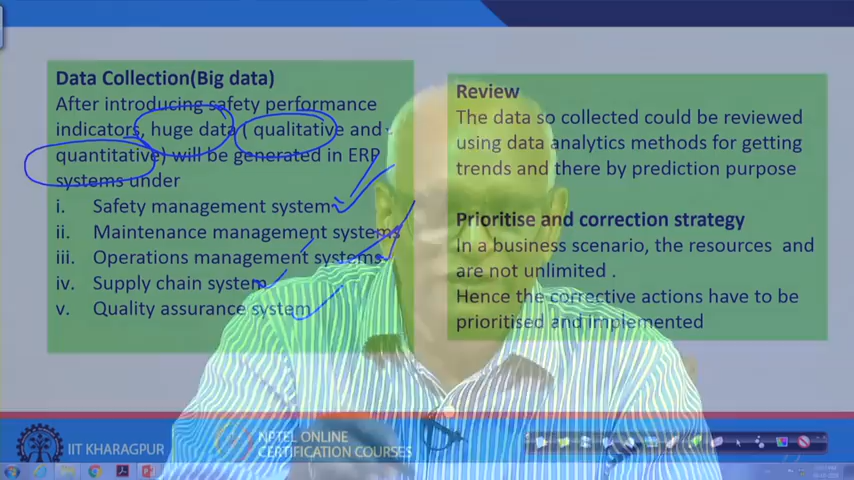 Data Collection(Big data)
After introducing safety performance
indicators, huge data ( qualitative and
quantitative) will be generated in ERP
systems under
i. Safety management system
ii. Maintenance management systems
iii. Operations management systems
iv. Supply chain system
v. Quality assurance system
Review
The data so collected could be reviewed
using data analytics methods for getting
trends and there by prediction purpose
Prioritise and correction strategy
In a business scenario, the resources and
are not unlimited .
Hence the corrective actions have to be
prioritised and implemented
IIT KHARAGPUR
NPTEL ONLINE
CERTIFICATION COURSES